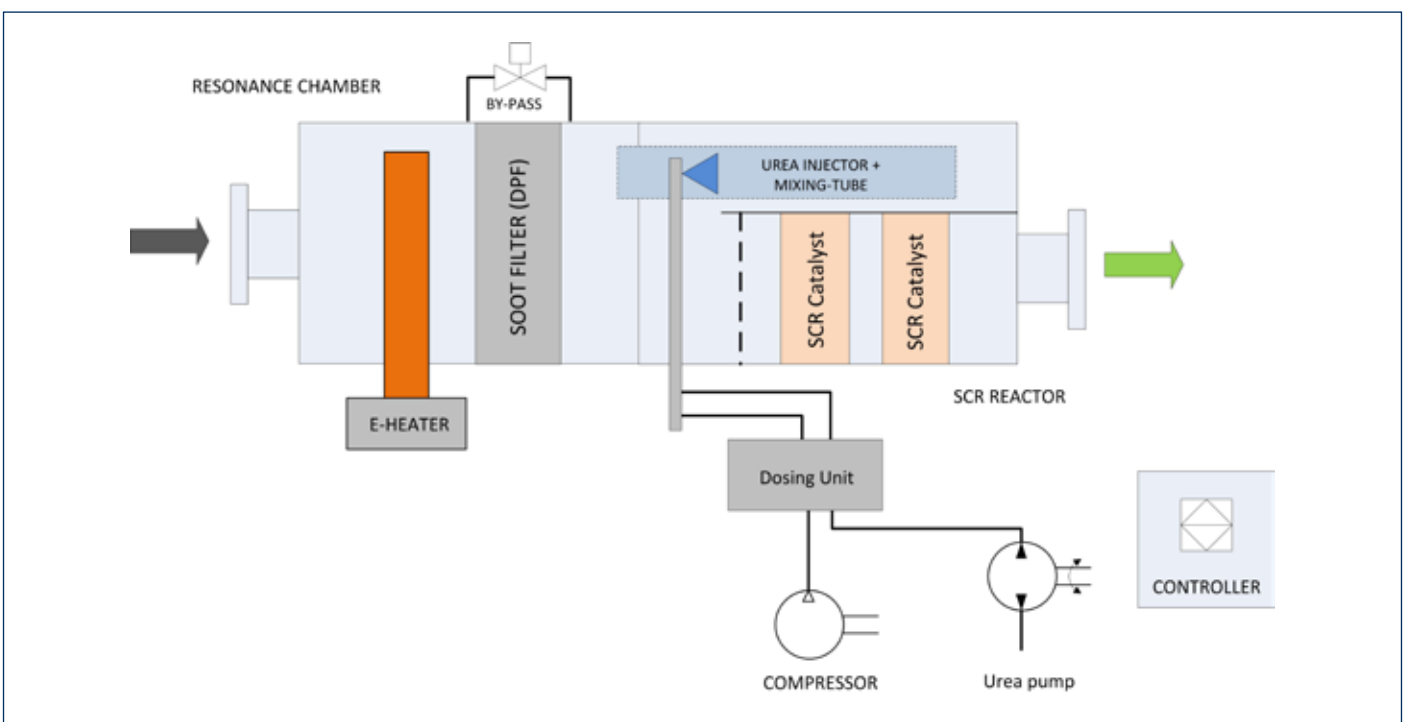 RESONANCE CHAMBER
BY-PASS
SOOT FILTER (DPF)
UREA INJECTOR +
MIXING-TUBE
SCR Catalyst
SCR Catalyst
E-HEATER
SCR REACTOR
Dosing Unit
CONTROLLER
COMPRESSOR
Urea pump